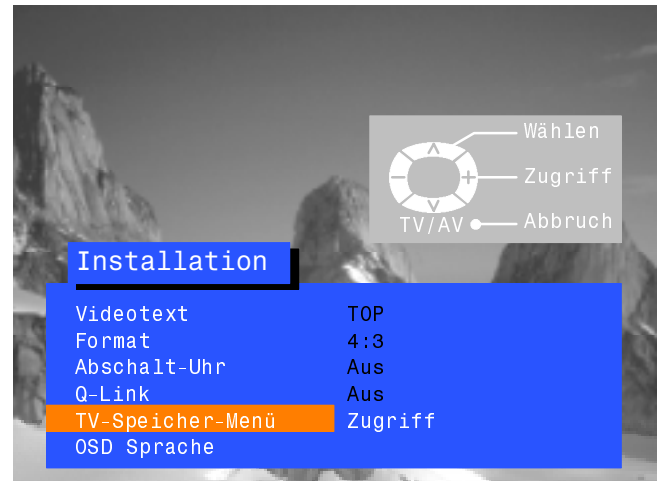 Wählen
Zugriff
TV/AV Abbruch
Installation
Videotext TOP
Format 4:3
Abschalt-Uhr Aus
Q-Link Aus
TV-Speicher-Menü Zugriff
OSD Sprache